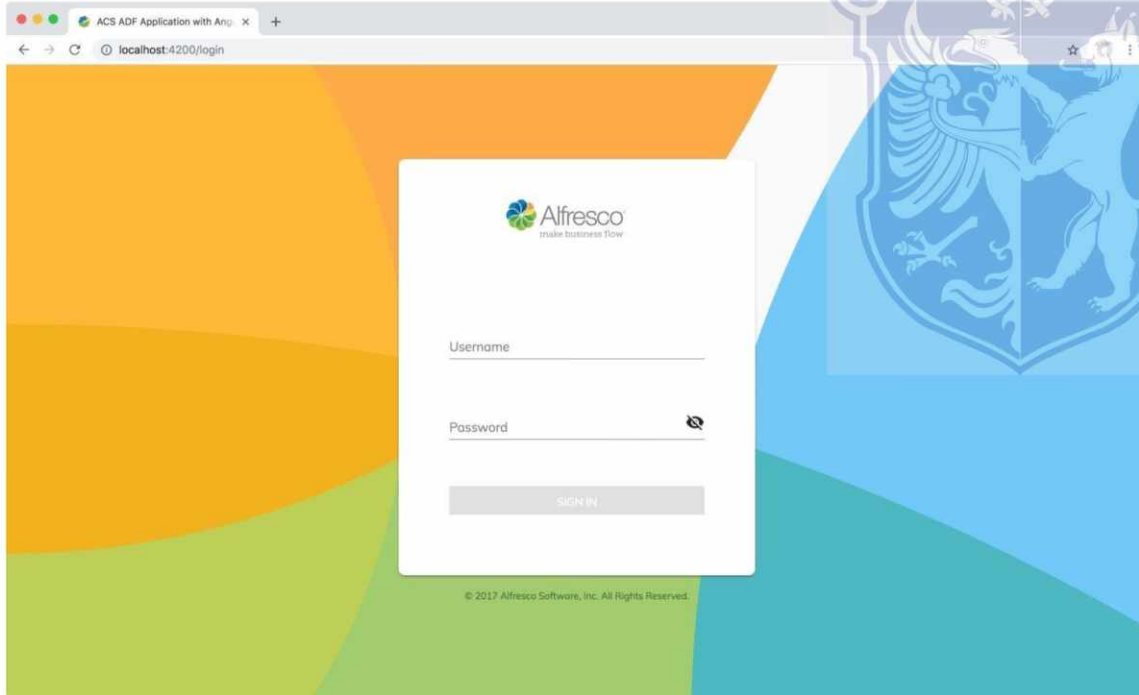 ACS ADF Application with Ang
localhost:4200/login
Alfresco
make business flow
Username
Password
SIGN IN
© 2017 Alfresco Software, Inc. All Rights Reserved.